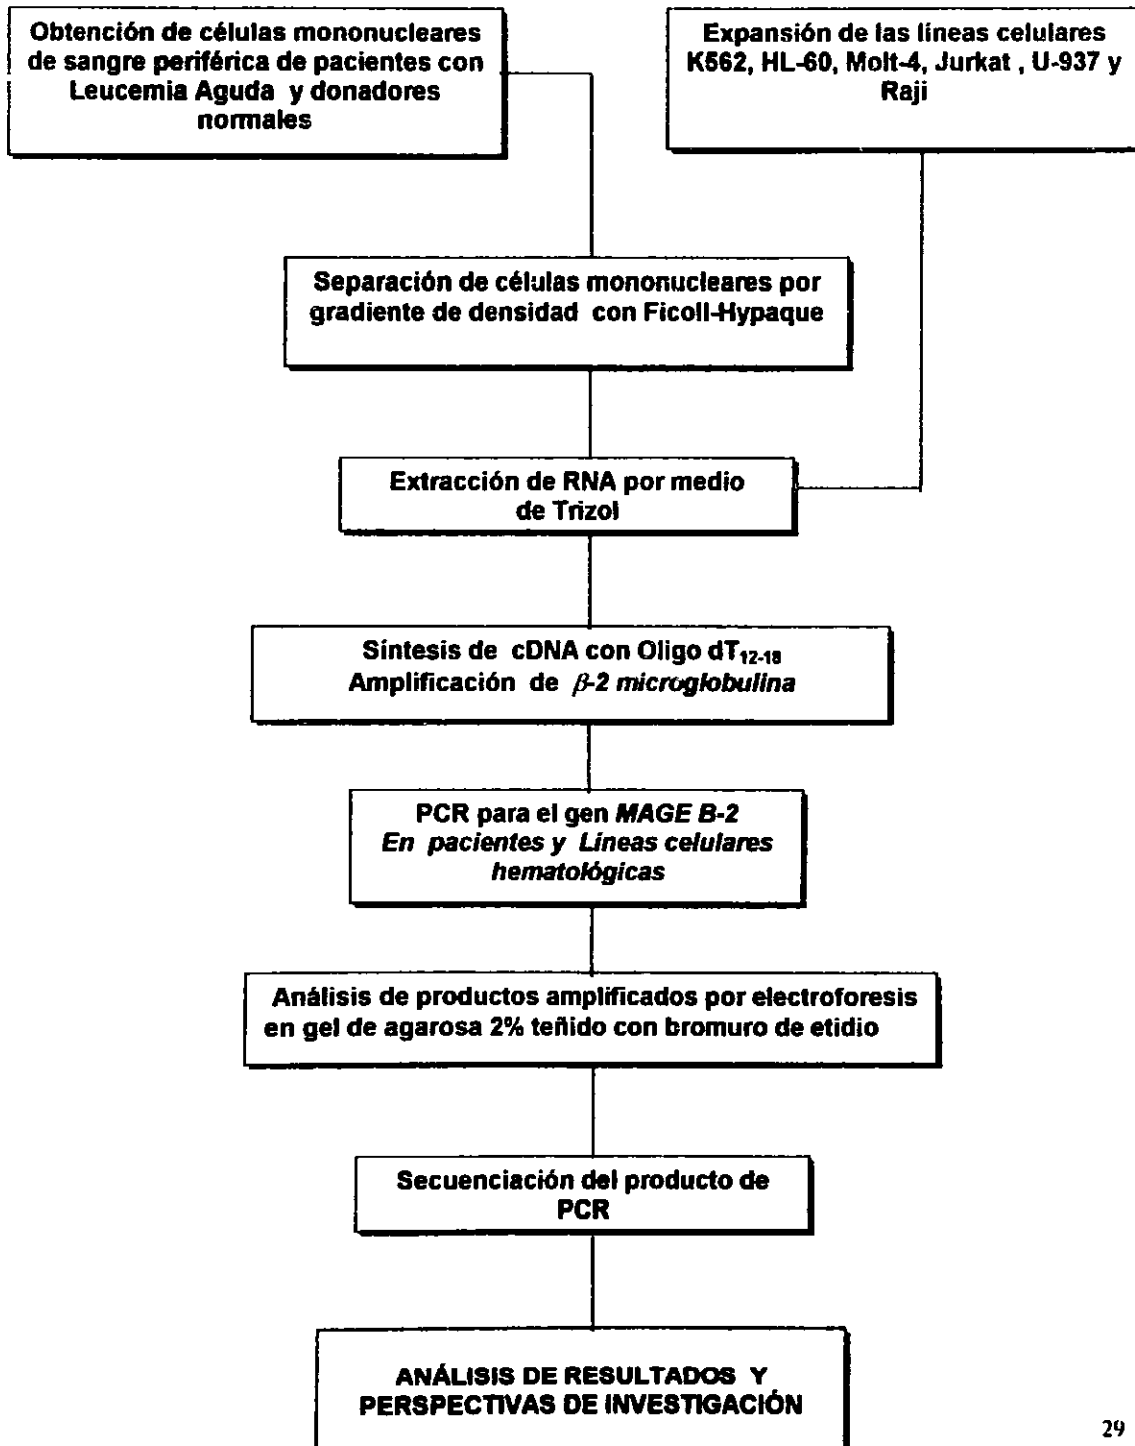 Obtención de células mononucleares
de sangre periférica de pacientes con
Leucemia Aguda y donadores
normales
Expansión de las líneas celulares
K562, HL-60, Molt-4, Jurkat , U-937 y
Raji
Separación de células mononucleares por
gradiente de densidad con Ficoll-Hypaque
Extracción de RNA por medio
de Trizol
Síntesis de cDNA con Oligo dT12-18
Amplificación de β-2 microglobulina
PCR para el gen MAGE B-2
En pacientes y Líneas celulares
hematológicas
Análisis de productos amplificados por electroforesis
en gel de agarosa 2% teñido con bromuro de etidio
Secuenciación del producto de
PCR
ANÁLISIS DE RESULTADOS Y
PERSPECTIVAS DE INVESTIGACIÓN
29